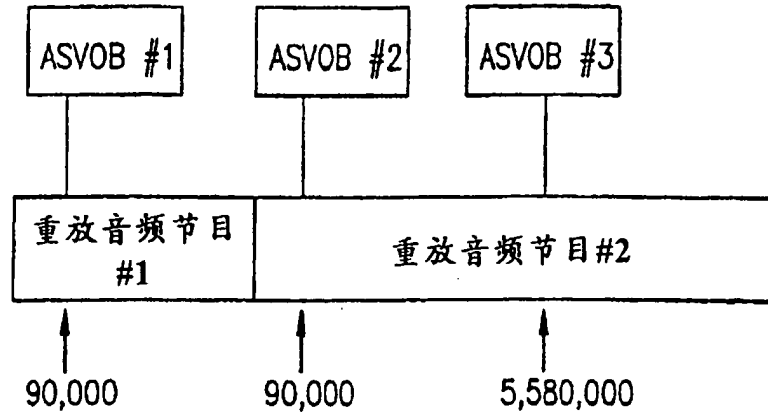 ASVOB #1
ASVOB #2
ASVOB #3
重放音频节目
#1
重放音频节目#2
90,000
90,000
5,580,000